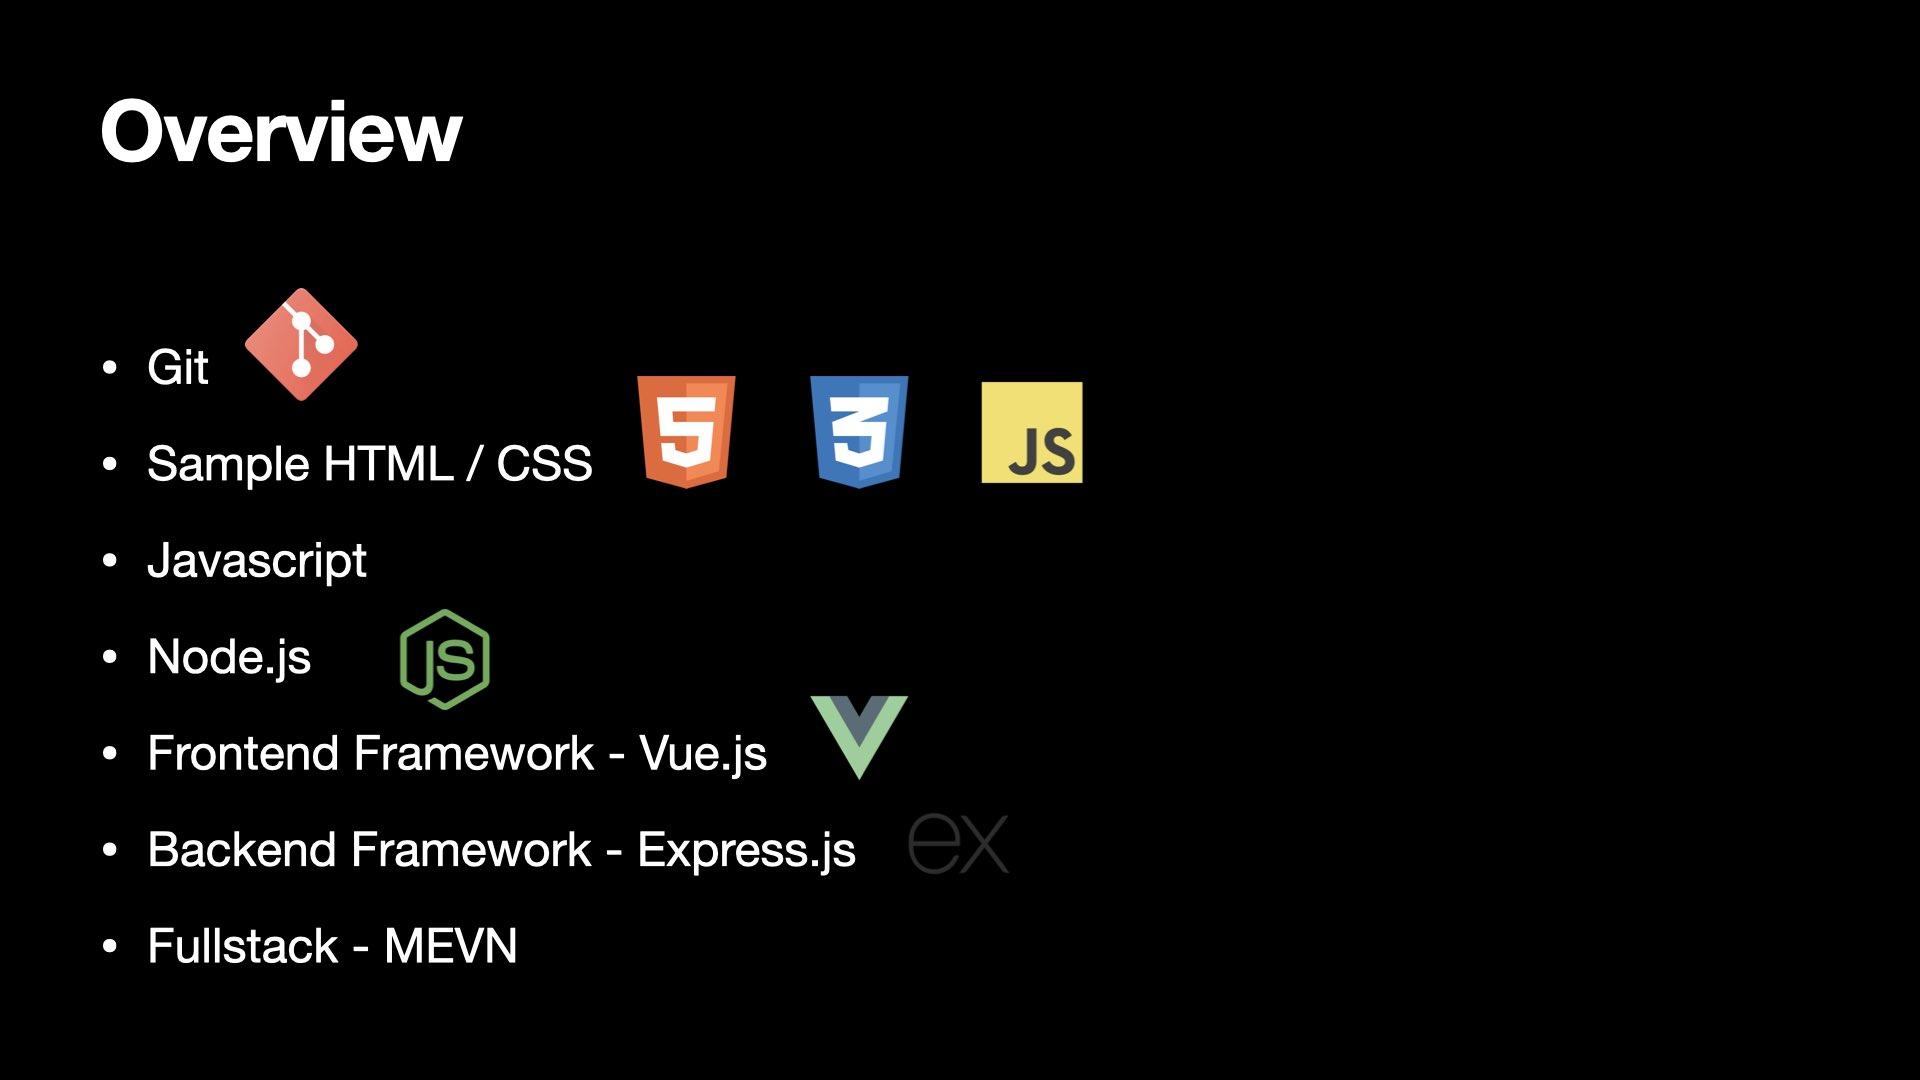 Overview
• Git
• Sample HTML / CSS 5 3 JS
• Javascript
• Node.js JS
• Frontend Framework - Vue.js
• Backend Framework - Express.js ex
• Fullstack - MEVN